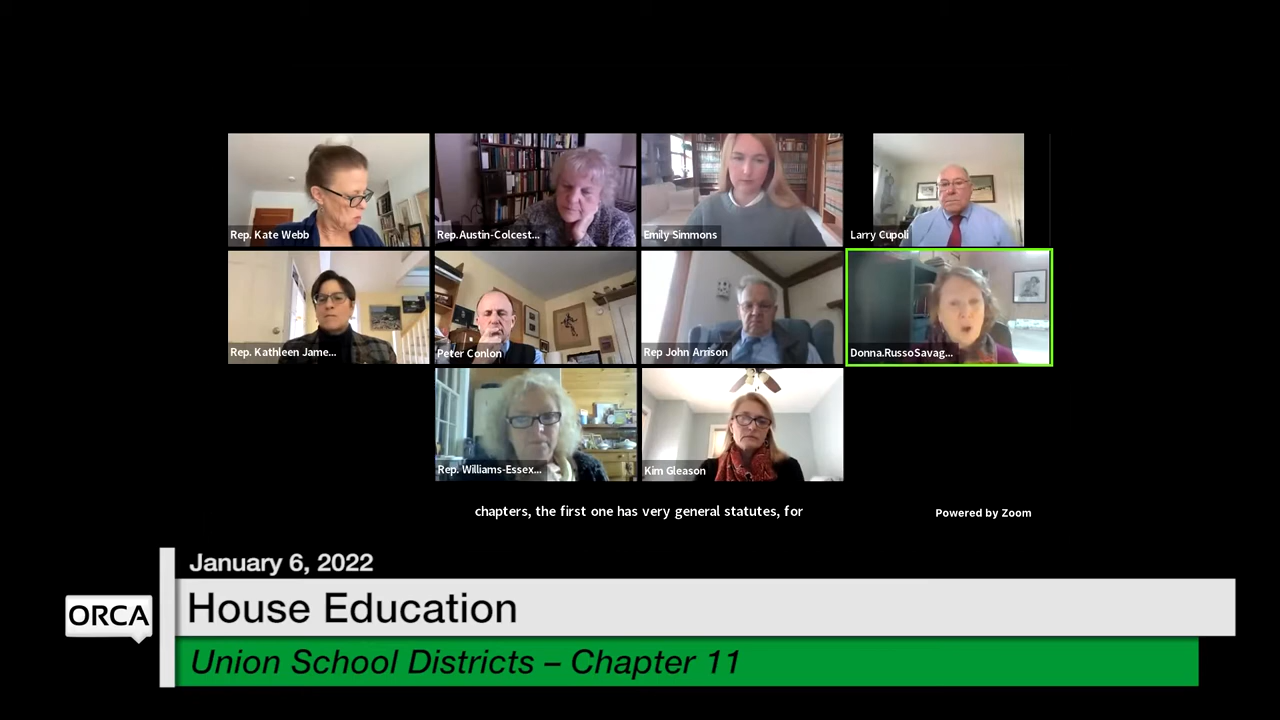 Rep. Kate Webb
Rep. Austin-Colcest...
Emily Simmons
Larry Cupoli
Rep. Kathleen Jame...
Peter Conlon
Rep John Arrison
Donna.RussoSavag...
Rep. Williams-Essex...
Kim Gleason
chapters, the first one has very general statutes, for
Powered by Zoom
January 6, 2022
ORCA
House Education
Union School Districts – Chapter 11